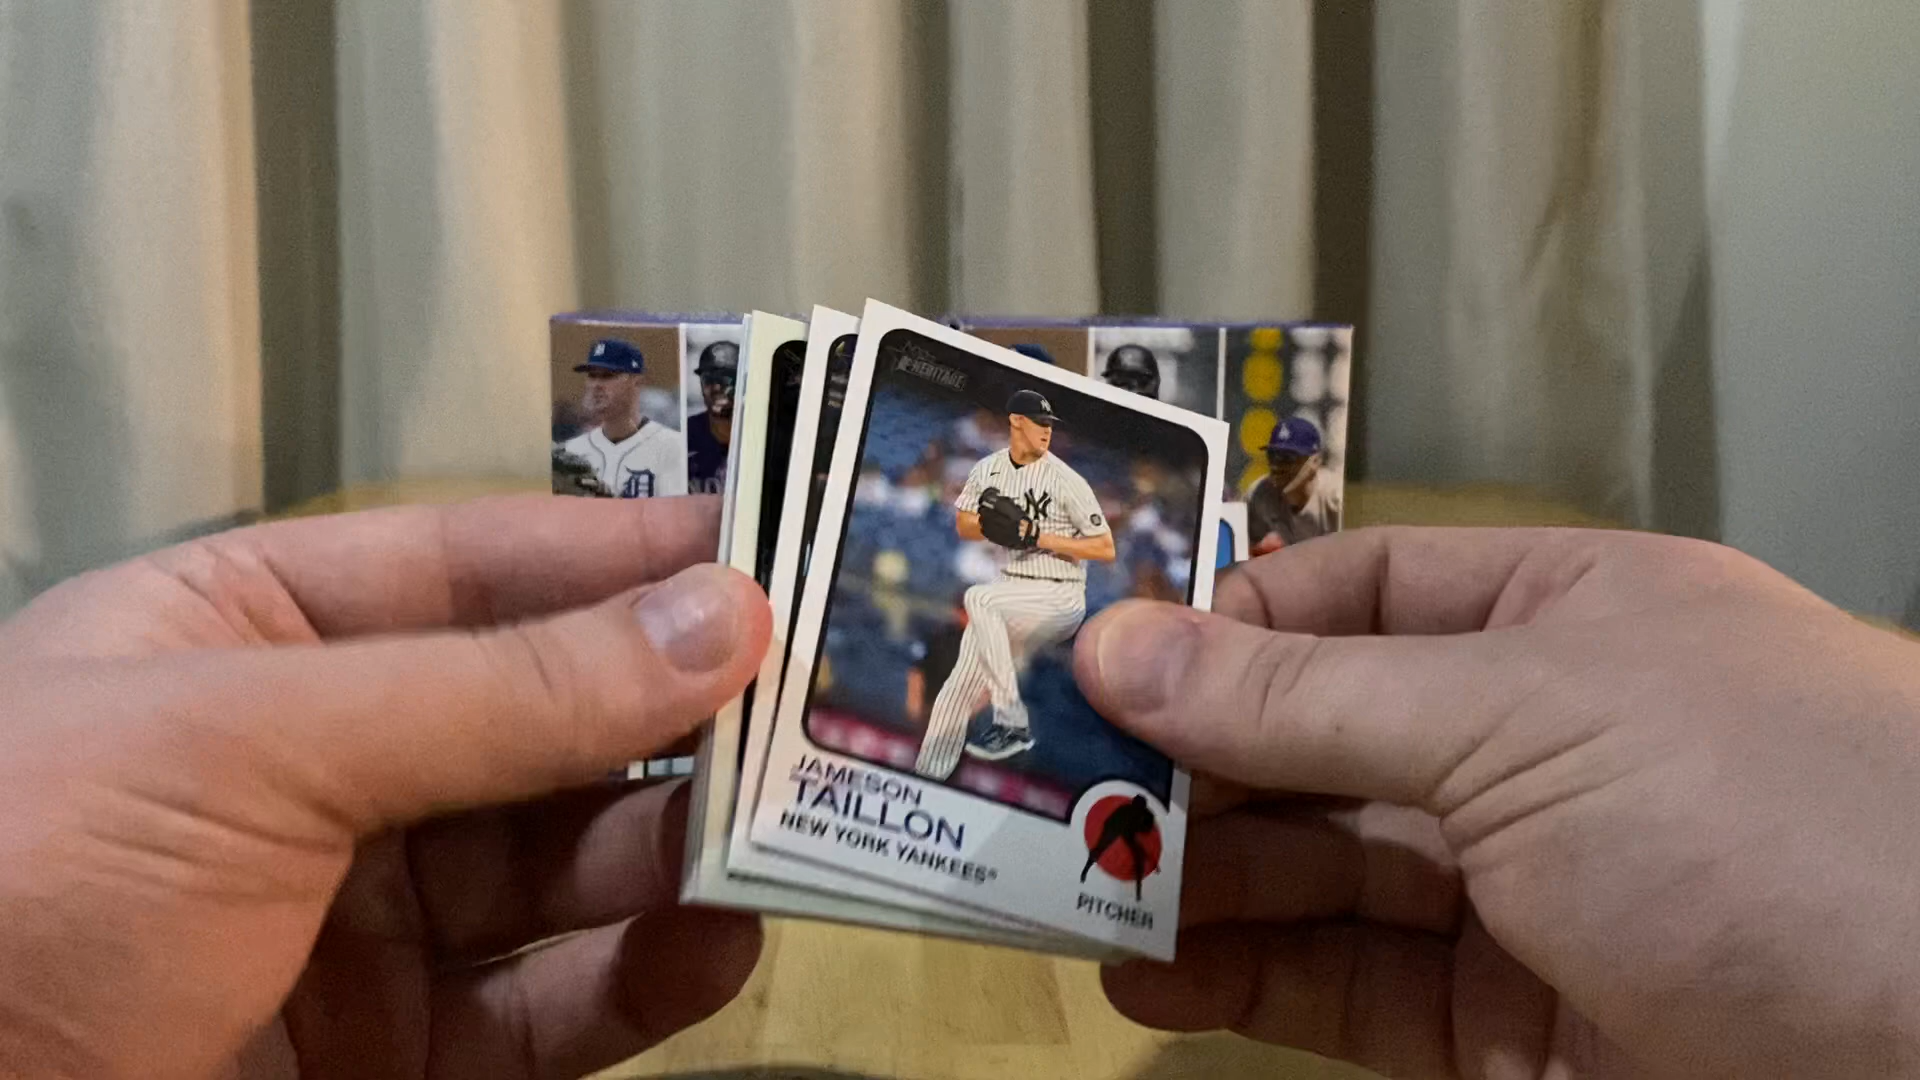 HERITAGE
JAMESON
TAILLON
NEW YORK YANKEES®
PITCHER